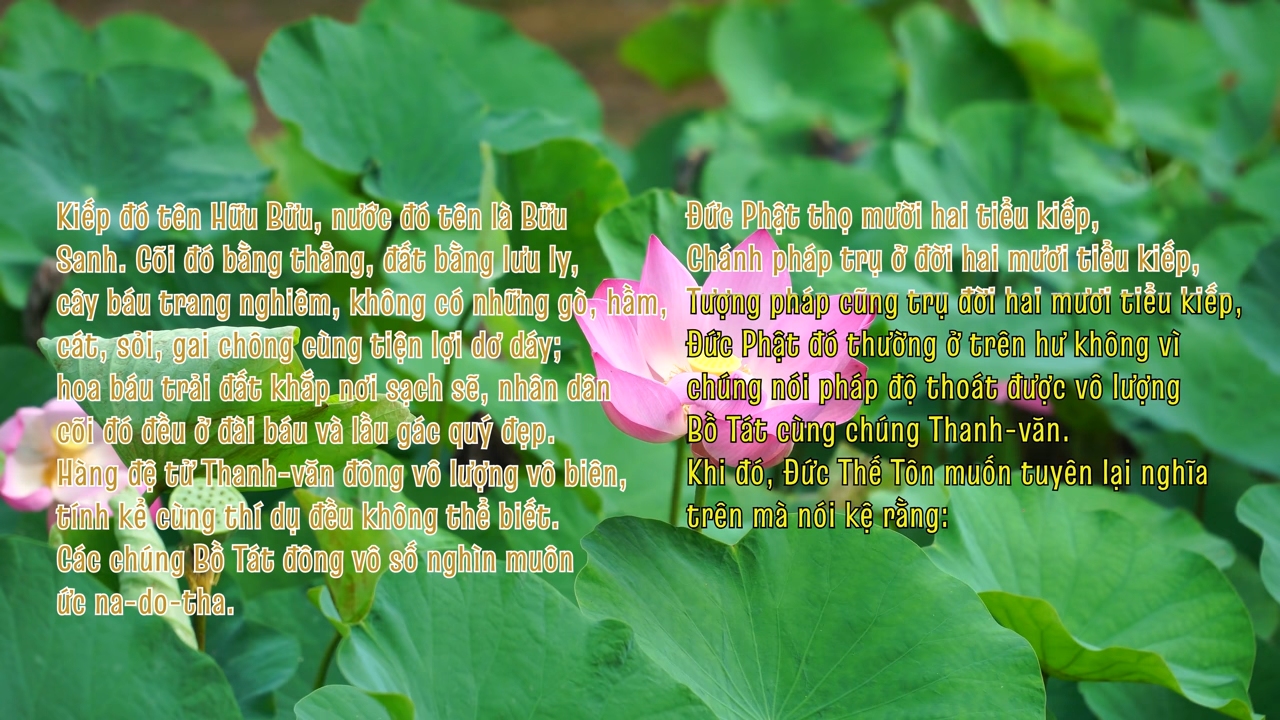 Kiếp đó tên Hữu Bửu, nước đó tên là Bửu
Sanh. Cõi đó bằng thẳng, đất bằng lưu ly,
cây báu trang nghiêm, không có những gò, hầm,
cát, sỏi, gai chông cùng tiện lợi dơ dáy;
hoa báu trải đất khắp nơi sạch sẽ, nhân dân
cõi đó đều ở đài báu và lầu gác quý đẹp.
Hàng đệ tử Thanh-văn đông vô lượng vô biên,
tính kể cùng thí dụ đều không thể biết.
Các chúng Bồ Tát đông vô số nghìn muôn
ức na-do-tha.
Đức Phật thọ mười hai tiểu kiếp,
Chánh pháp trụ ở đời hai mươi tiểu kiếp,
Tượng pháp cũng trụ đời hai mươi tiểu kiếp,
Đức Phật đó thường ở trên hư không vì
chúng nói pháp độ thoát được vô lượng
Bồ Tát cùng chúng Thanh-văn.
Khi đó, Đức Thế Tôn muốn tuyên lại nghĩa
trên mà nói kệ rằng: